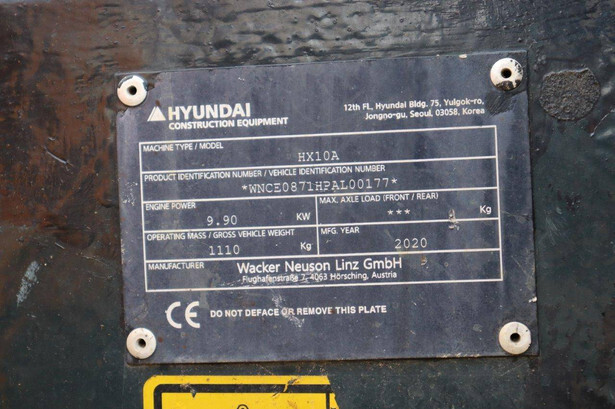 HYUNDAI
CONSTRUCTION EQUIPMENT
12th FL., Hyundai Bldg. 75, Yulgok-ro,
Jongno-gu, Seoul, 03058, Korea
MACHINE TYPE / MODEL
HX10A
PRODUCT IDENTIFICATION NUMBER / VEHICLE IDENTIFICATION NUMBER
*WNCE0871HPAL00177*
ENGINE POWER
9.90 KW
MAX. AXLE LOAD (FRONT / REAR)
*** Kg
OPERATING MASS / GROSS VEHICLE WEIGHT
1110 Kg
MFG. YEAR
2020
MANUFACTURER
Wacker Neuson Linz GmbH
Flughafenstraße 7, 4063 Hörsching, Austria
CE DO NOT DEFACE OR REMOVE THIS PLATE